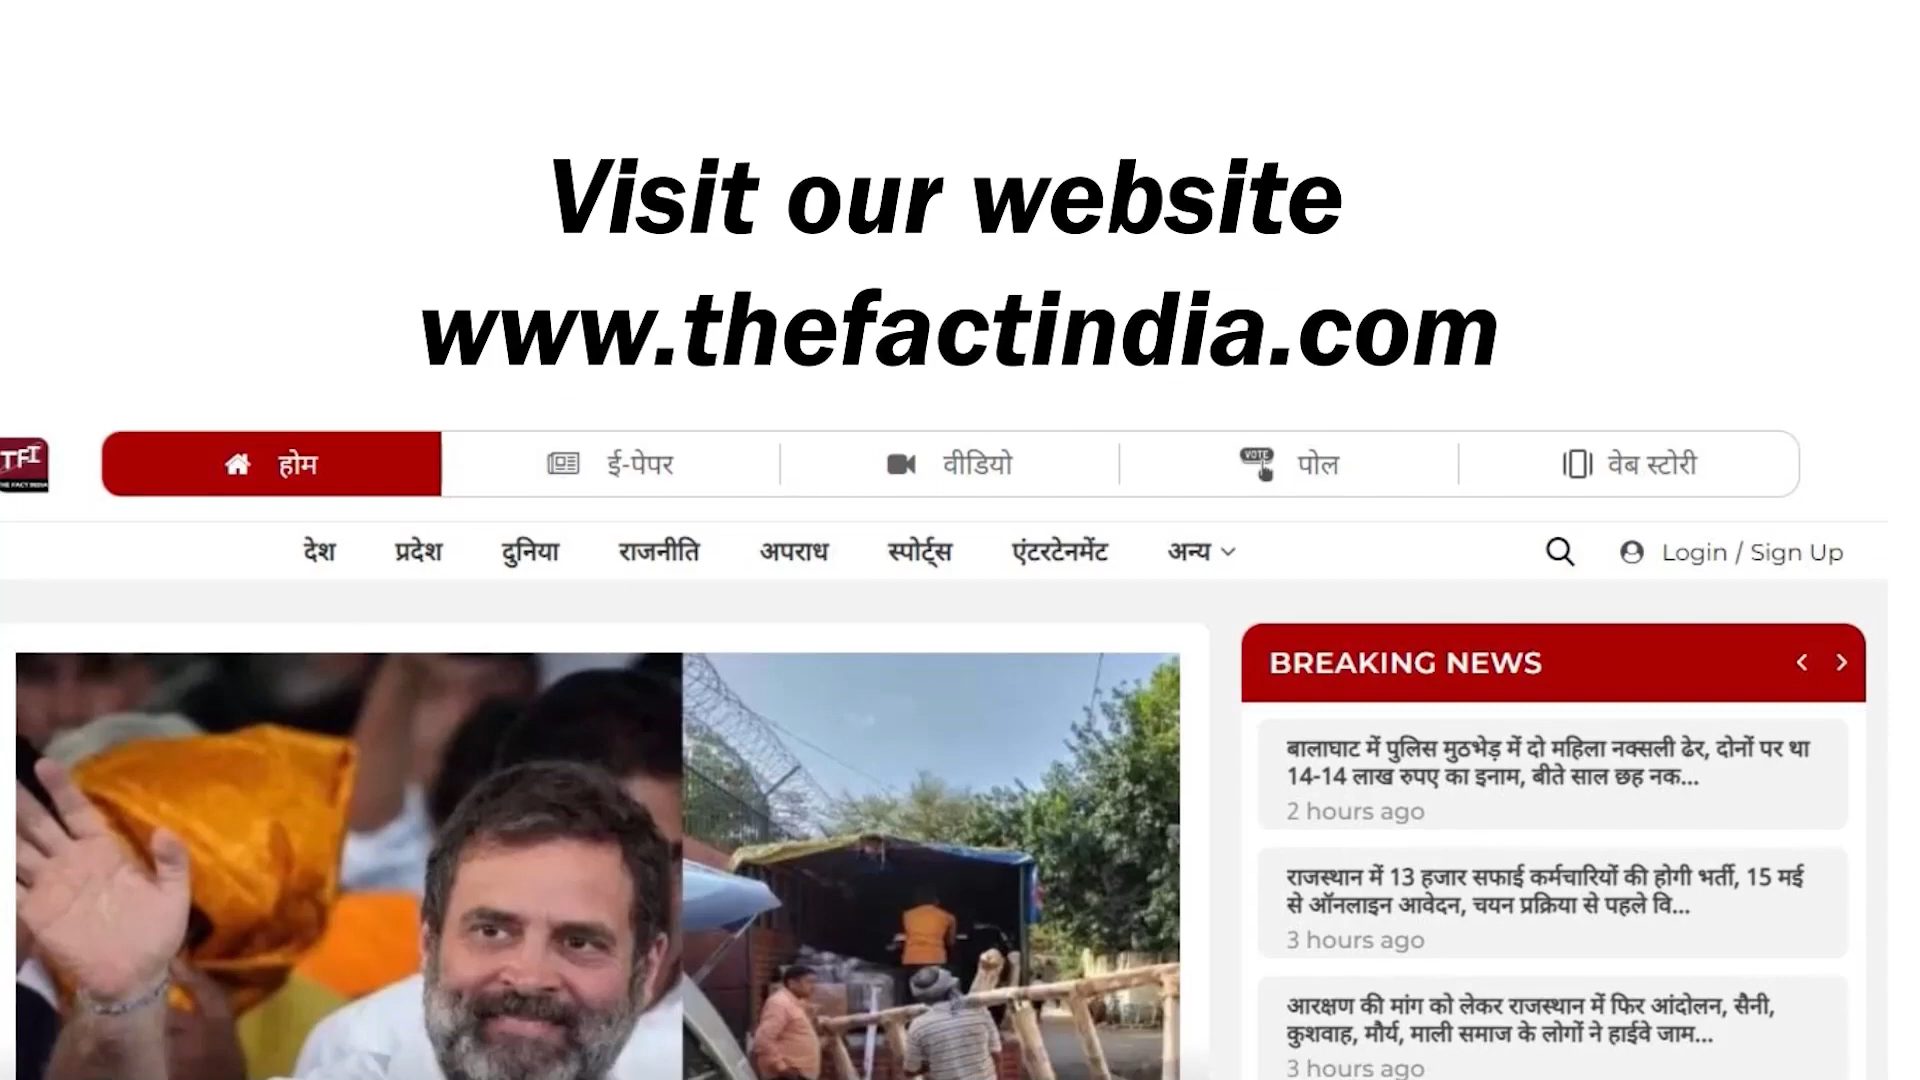 Visit our website
www.thefactindia.com
TFI
THE FACT INDIA
होम
ई-पेपर
वीडियो
VOTE
पोल
वेब स्टोरी
देश
प्रदेश
दुनिया
राजनीति
अपराध
स्पोर्ट्स
एंटरटेनमेंट
अन्य
Login / Sign Up
BREAKING NEWS
बालाघाट में पुलिस मुठभेड़ में दो महिला नक्सली ढेर, दोनों पर था
14-14 लाख रुपए का इनाम, बीते साल छह नक...
2 hours ago
राजस्थान में 13 हजार सफाई कर्मचारियों की होगी भर्ती, 15 मई
से ऑनलाइन आवेदन, चयन प्रक्रिया से पहले वि...
3 hours ago
आरक्षण की मांग को लेकर राजस्थान में फिर आंदोलन, सैनी,
कुशवाह, मौर्य, माली समाज के लोगों ने हाईवे जाम...
3 hours ago